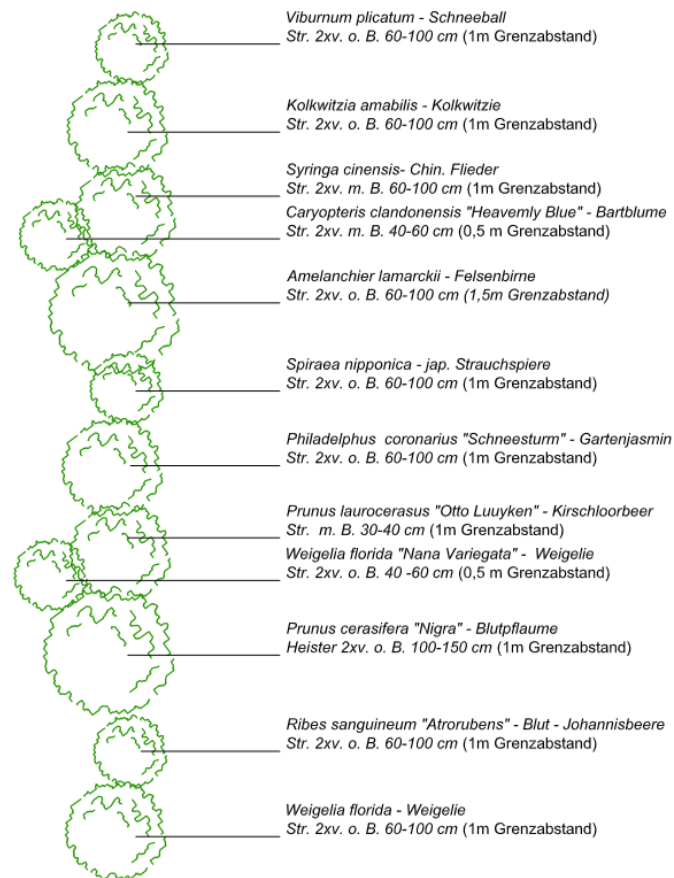 Viburnum plicatum - Schneeball
Str. 2xv. o. B. 60-100 cm (1m Grenzabstand)
Kolkwitzia amabilis - Kolkwitzie
Str. 2xv. o. B. 60-100 cm (1m Grenzabstand)
Syringa cinensis- Chin. Flieder
Str. 2xv. m. B. 60-100 cm (1m Grenzabstand)
Caryopteris clandonensis "Heavemly Blue" - Bartblume
Str. 2xv. m. B. 40-60 cm (0,5 m Grenzabstand)
Amelanchier lamarckii - Felsenbirne
Str. 2xv. o. B. 60-100 cm (1,5m Grenzabstand)
Spiraea nipponica - jap. Strauchspiere
Str. 2xv. o. B. 60-100 cm (1m Grenzabstand)
Philadelphus coronarius "Schneesturm" - Gartenjasmin
Str. 2xv. o. B. 60-100 cm (1m Grenzabstand)
Prunus laurocerasus "Otto Luuyken" - Kirschloorbeer
Str. m. B. 30-40 cm (1m Grenzabstand)
Weigelia florida "Nana Variegata" - Weigelie
Str. 2xv. o. B. 40 -60 cm (0,5 m Grenzabstand)
Prunus cerasifera "Nigra" - Blutpflaume
Heister 2xv. o. B. 100-150 cm (1m Grenzabstand)
Ribes sanguineum "Atrorubens" - Blut - Johannisbeere
Str. 2xv. o. B. 60-100 cm (1m Grenzabstand)
Weigelia florida - Weigelie
Str. 2xv. o. B. 60-100 cm (1m Grenzabstand)